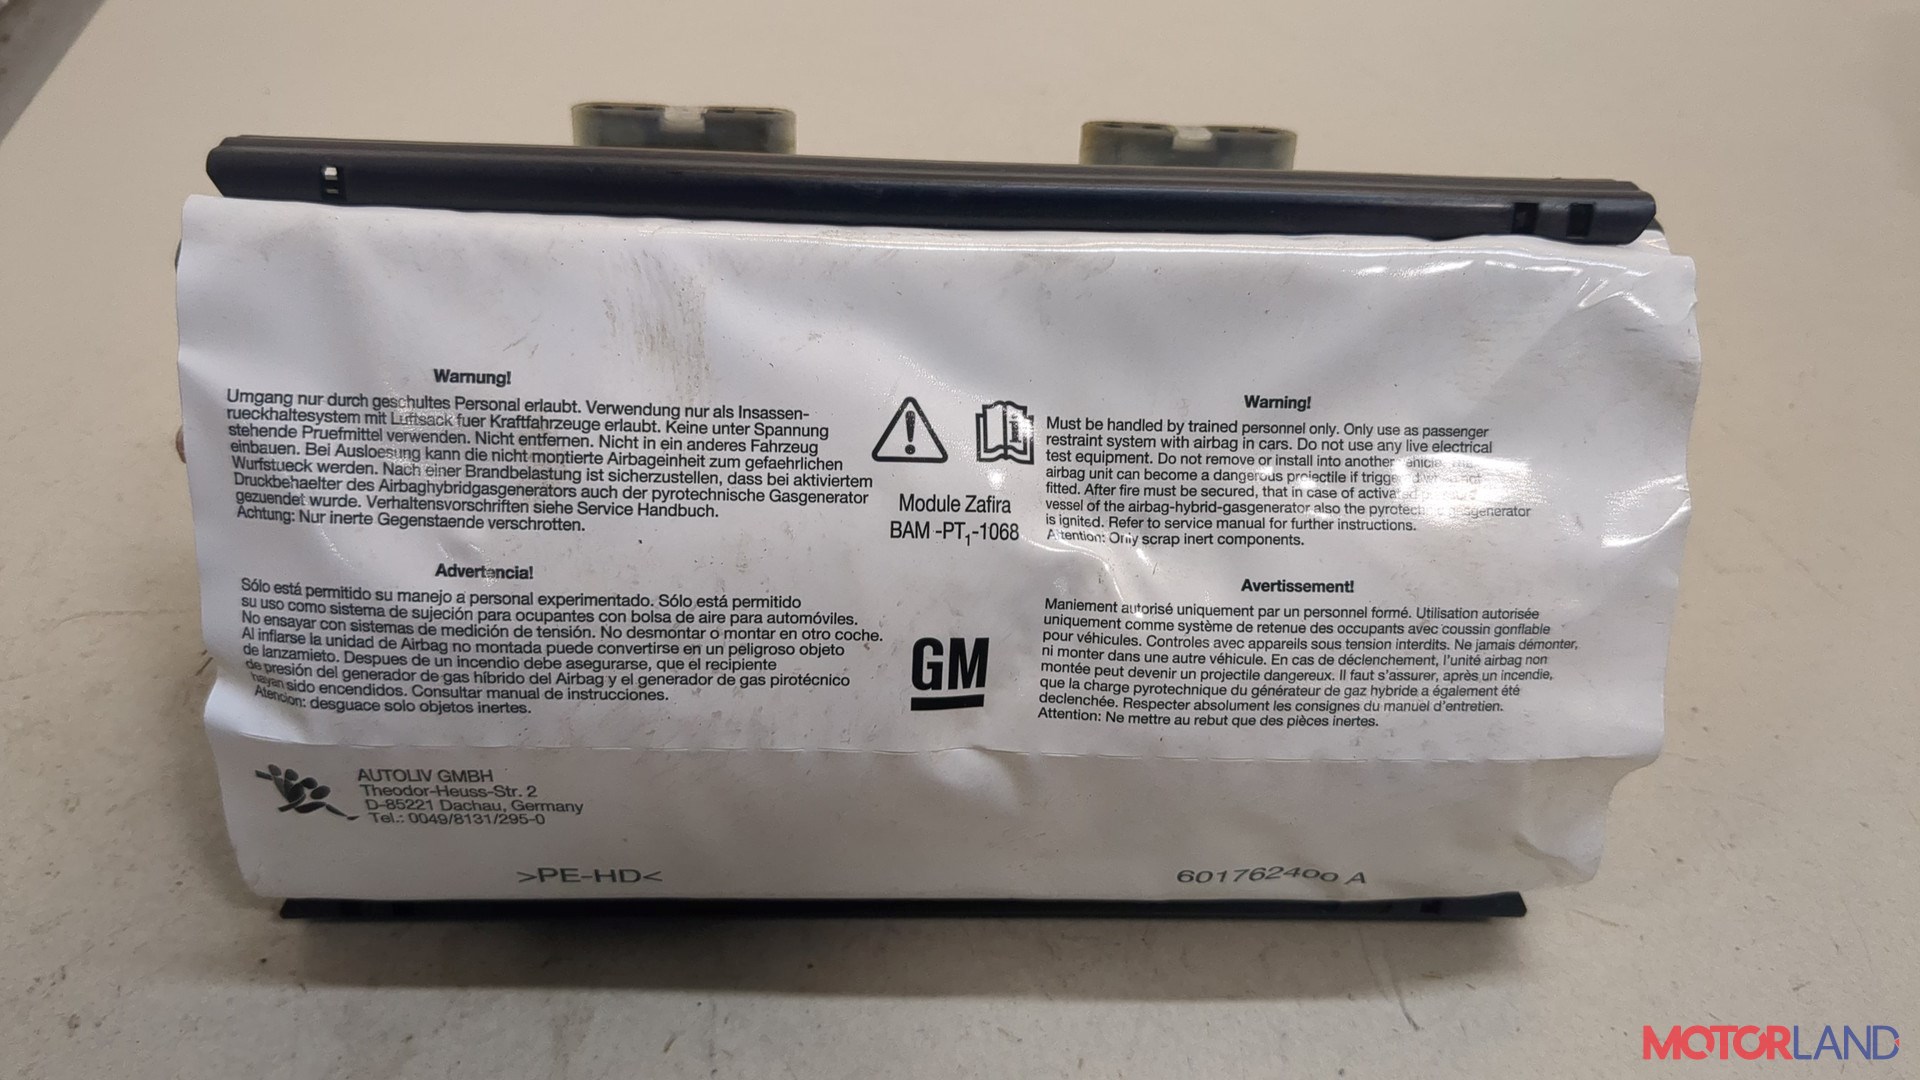 Warnung!
Umgang nur durch geschultes Personal erlaubt. Verwendung nur als Insassen-
rueckhaltesystem mit Luftsack fuer Kraftfahrzeuge erlaubt. Keine unter Spannung
stehende Pruefmittel verwenden. Nicht entfernen. Nicht in ein anderes Fahrzeug
einbauen. Bei Ausloesung kann die nicht montierte Airbageinheit zum gefaehrlichen
Wurfstueck werden. Nach einer Brandbelastung ist sicherzustellen, dass bei aktiviertem
Druckbehaelter des Airbaghybridgasgenerators auch der pyrotechnische Gasgenerator
gezuendet wurde. Verhaltensvorschriften siehe Service Handbuch.
Achtung: Nur inerte Gegenstaende verschrotten.
Advertencia!
Sólo está permitido su manejo a personal experimentado. Sólo está permitido
su uso como sistema de sujeción para ocupantes con bolsa de aire para automóviles.
No ensayar con sistemas de medición de tensión. No desmontar o montar en otro coche.
Al inflarse la unidad de Airbag no montada puede convertirse en un peligroso objeto
de lanzamieto. Despues de un incendio debe asegurarse, que el recipiente
de presión del generador de gas híbrido del Airbag y el generador de gas pirotécnico
hayan sido encendidos. Consultar manual de instrucciones.
Atencion: desguace solo objetos inertes.
Module Zafira
BAM -PT1-1068
GM
Warning!
Must be handled by trained personnel only. Only use as passenger
restraint system with airbag in cars. Do not use any live electrical
test equipment. Do not remove or install into another
airbag unit can become a dangerous projectile if
fitted. After fire must be secured, that in case of
vessel of the airbag-hybrid-gasgenerator also the
is ignited. Refer to service manual for further instructions.
Attention: Only scrap inert components.
Avertissement!
Maniement autorisé uniquement par un personnel formé. Utilisation autorisée
uniquement comme système de retenue des occupants avec coussin gonflable
pour véhicules. Controles avec appareils sous tension interdits. Ne jamais démonter,
ni monter dans une autre véhicule. En cas de déclenchement, l'unité airbag non
montée peut devenir un projectile dangereux. Il faut s'assurer, après un incendie,
que la charge pyrotechnique du générateur de gaz hybride a également été
declenchée. Respecter absolument les consignes du manuel d'entretien.
Attention: Ne mettre au rebut que des pièces inertes.
AUTOLIV GMBH
Theodor-Heuss-Str. 2
D-85221 Dachau, Germany
Tel.: 0049/8131/295-0
>PE-HD<
601762400 A
MOTORLAND